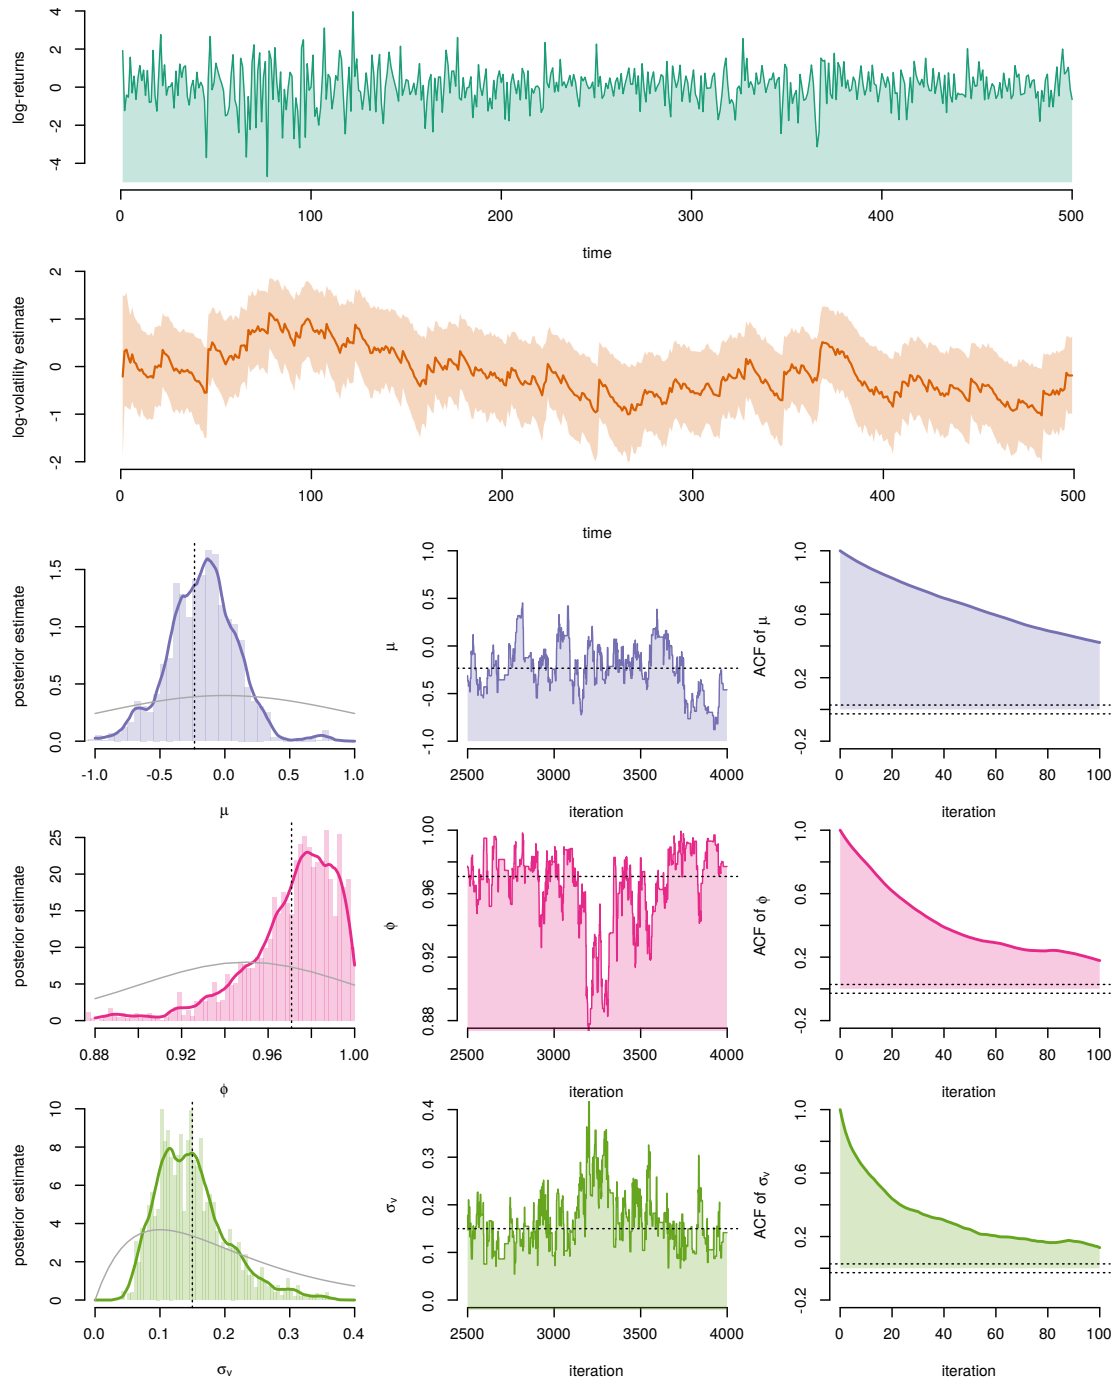 log-returns
4
2
0
-2
-4
0 100 200 300 400 500
time
log-volatility estimate
2
1
0
-1
-2
0 100 200 300 400 500
time
posterior estimate
1.5
1.0
0.5
0.0
-1.0 -0.5 0.0 0.5 1.0
μ
μ
1.0
0.5
0.0
-0.5
-1.0
2500 3000 3500 4000
iteration
ACF of μ
1.0
0.6
0.2
-0.2
0 20 40 60 80 100
iteration
posterior estimate
25
20
15
10
5
0
0.88 0.92 0.96 1.00
ϕ
ϕ
1.00
0.96
0.92
0.88
2500 3000 3500 4000
iteration
ACF of ϕ
1.0
0.6
0.2
-0.2
0 20 40 60 80 100
iteration
posterior estimate
10
8
6
4
2
0
0.0 0.1 0.2 0.3 0.4
σv
σv
0.4
0.3
0.2
0.1
0.0
2500 3000 3500 4000
iteration
ACF of σv
1.0
0.6
0.2
-0.2
0 20 40 60 80 100
iteration